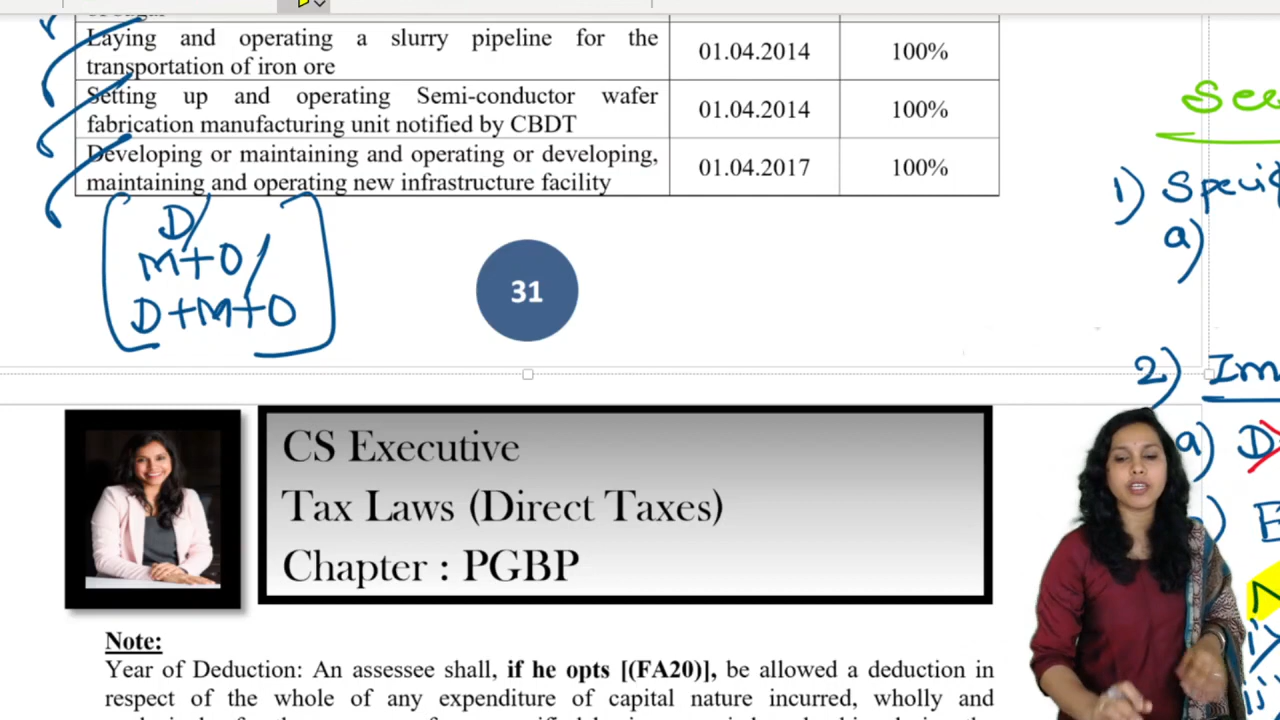 Laying and operating a slurry pipeline for the
transportation of iron ore
01.04.2014
100%
Setting up and operating Semi-conductor wafer
fabrication manufacturing unit notified by CBDT
01.04.2014
100%
Developing or maintaining and operating or developing,
maintaining and operating new infrastructure facility
01.04.2017
100%
D/
M+O/
D+M+O
31
1)
a)
2)
a) D
CS Executive
Tax Laws (Direct Taxes)
Chapter : PGBP
Note:
Year of Deduction: An assessee shall, if he opts [(FA20)], be allowed a deduction in
respect of the whole of any expenditure of capital nature incurred, wholly and